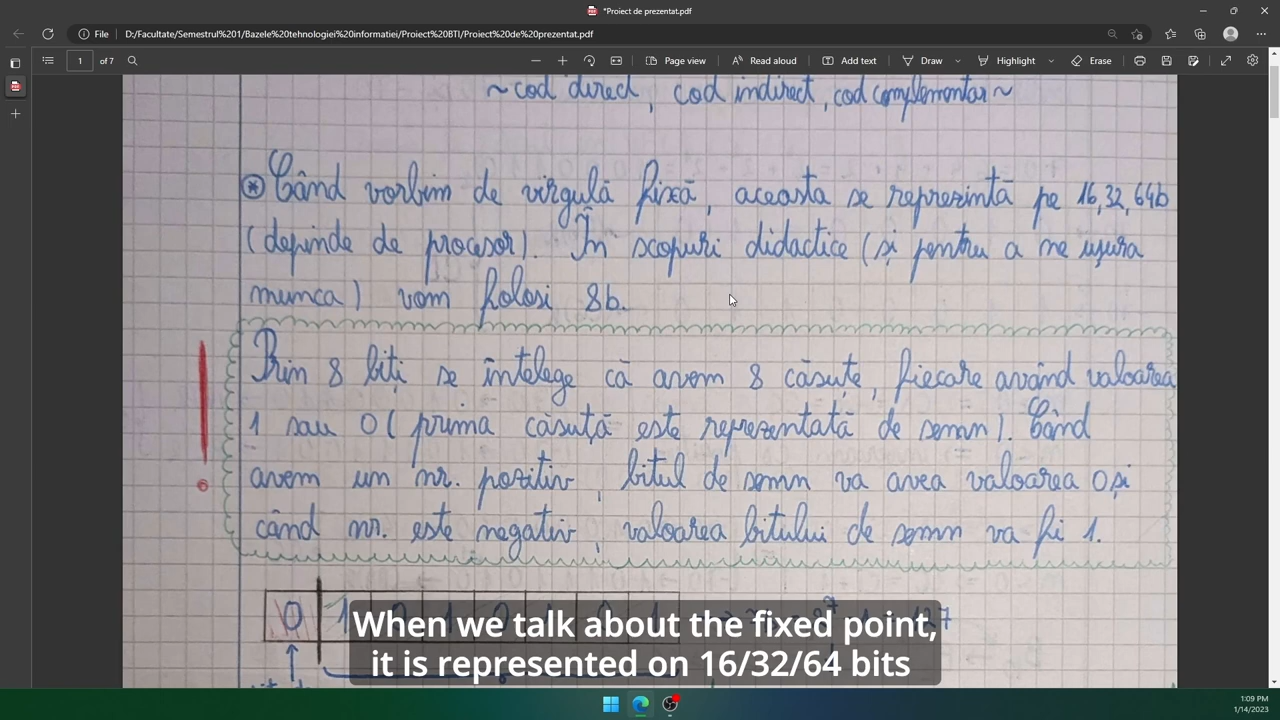 *Proiect de prezentat.pdf
File D:/Facultate/Semestrul%201/Bazele%20tehnologiei%20informatiei/Proiect%20BTI/Proiect%20de%20prezentat.pdf
1 of 7 Page view Read aloud Add text Draw Highlight Erase
~cod direct, cod indirect, cod complementar~
Când vorbim de virgulă fixă, aceasta se reprezintă pe 16,32,64b
(depinde de procesor). În scopuri didactice (și pentru a me ușura
munca) vom folosi 8b.
Prin 8 biți se întelege că avem 8 căsuțe, fiecare având valoarea
1 sau 0 (prima căsuță este reprezentată de semn). Când
avem un nr. pozitiv, bitul de semn va avea valoarea 0 și
când nr. este negativ, valoarea bitului de semn va fi 1.
0
When we talk about the fixed point,
it is represented on 16/32/64 bits
1:09 PM
1/14/2023